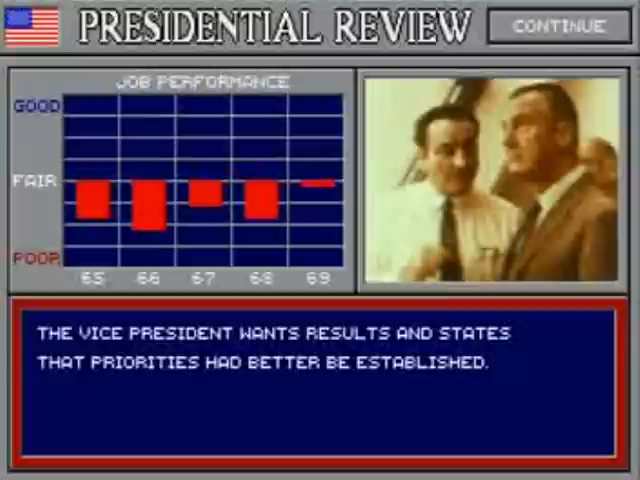 PRESIDENTIAL REVIEW
CONTINUE
JOB PERFORMANCE
GOOD
FAIR
POOR
65 66 67 68 69
THE VICE PRESIDENT WANTS RESULTS AND STATES
THAT PRIORITIES HAD BETTER BE ESTABLISHED.